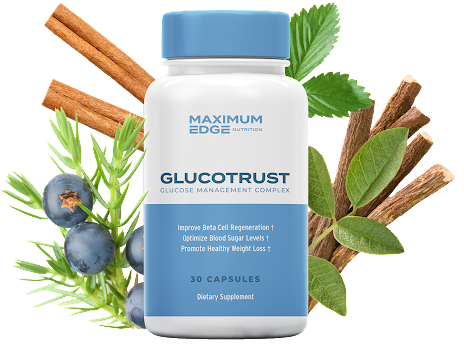 MAXIMUM
EDGE NUTRITION
GLUCOTRUST
GLUCOSE MANAGEMENT COMPLEX
Improve Beta Cell Regeneration †
Optimize Blood Sugar Levels †
Promote Healthy Weight Loss †
30 CAPSULES
Dietary Supplement